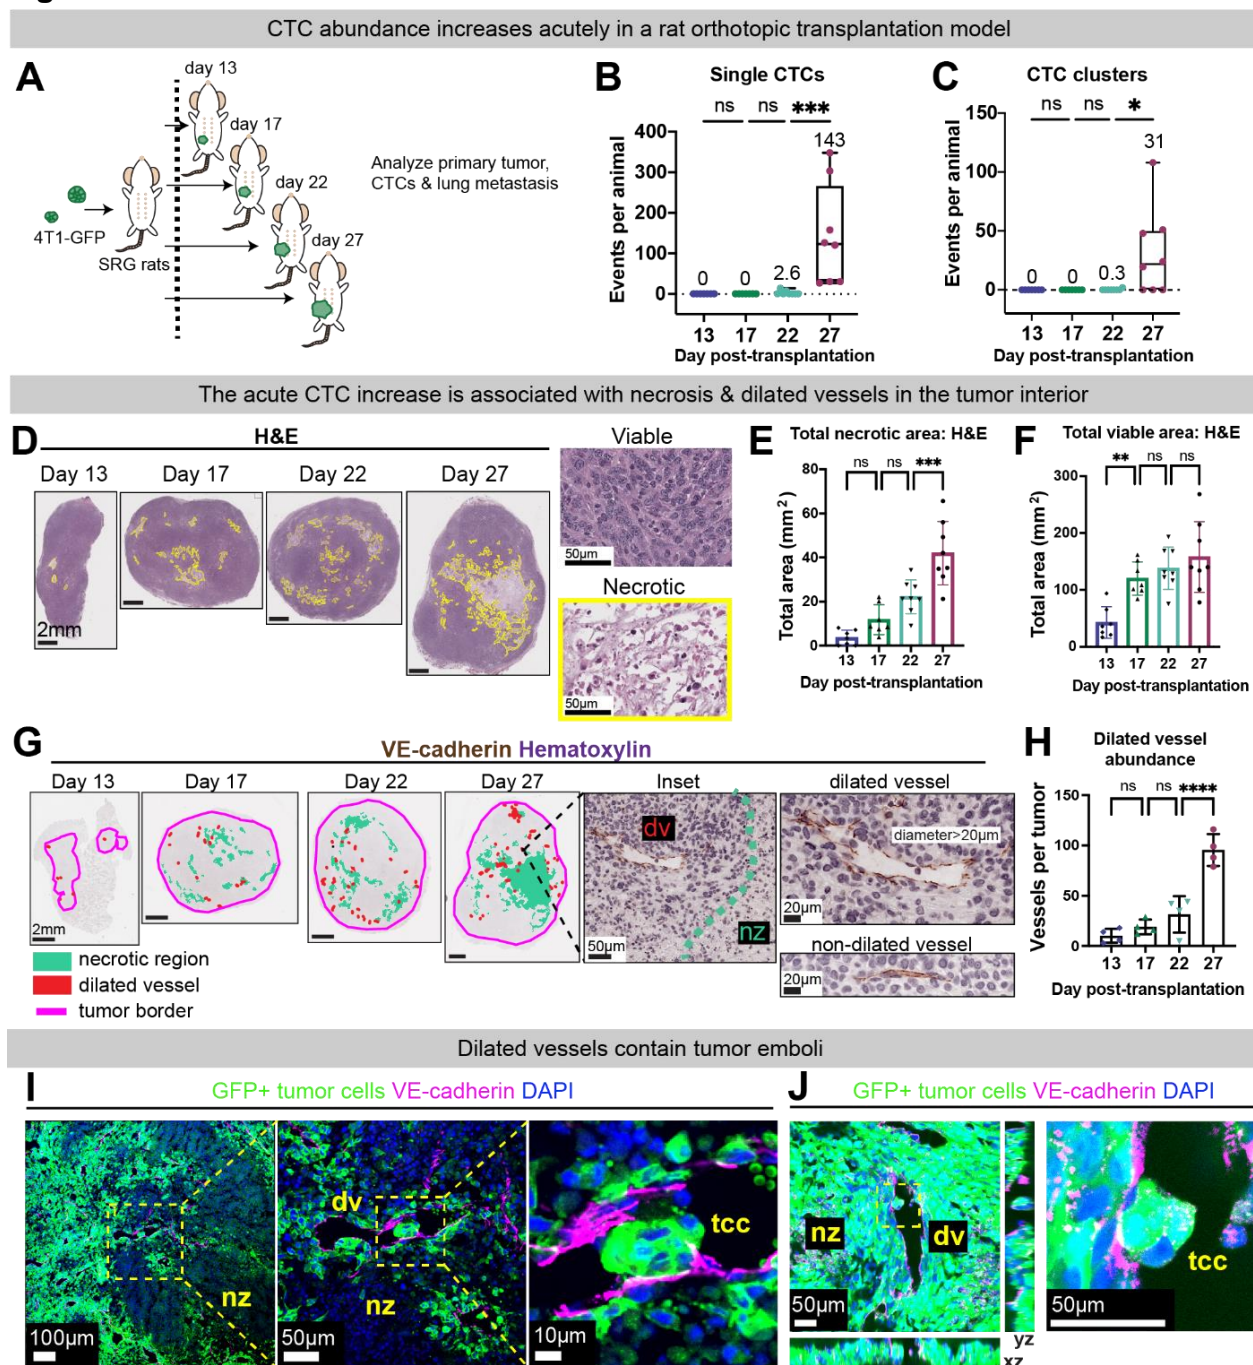 CTC abundance increases acutely in a rat orthotopic transplantation model
A
day 13
day 17
day 22
day 27
4T1-GFP
SRG rats
Analyze primary tumor,
CTCs & lung metastasis
B
Single CTCs
ns ns ***
Events per animal
400
300
200
100
0
0 0 2.6 143
13 17 22 27
Day post-transplantation
C
CTC clusters
ns ns *
Events per animal
150
100
50
0
0 0 0.3 31
13 17 22 27
Day post-transplantation
The acute CTC increase is associated with necrosis & dilated vessels in the tumor interior
D
H&E
Day 13 Day 17 Day 22 Day 27
2mm
Viable
50µm
Necrotic
50µm
E
Total necrotic area: H&E
ns ns ***
Total area (mm²)
80
60
40
20
0
13 17 22 27
Day post-transplantation
F
Total viable area: H&E
** ns ns
Total area (mm²)
300
200
100
0
13 17 22 27
Day post-transplantation
G
VE-cadherin Hematoxylin
Day 13 Day 17 Day 22 Day 27 Inset dilated vessel
2mm
dv
nz
50µm
diameter>20µm
20µm
non-dilated vessel
20µm
necrotic region
dilated vessel
tumor border
H
Dilated vessel
abundance
ns ns ****
Vessels per tumor
150
100
50
0
13 17 22 27
Day post-transplantation
Dilated vessels contain tumor emboli
I
GFP+ tumor cells VE-cadherin DAPI
nz
100µm
dv
nz
50µm
tcc
10µm
J
GFP+ tumor cells VE-cadherin DAPI
nz
dv
50µm
yz
xz
tcc
50µm